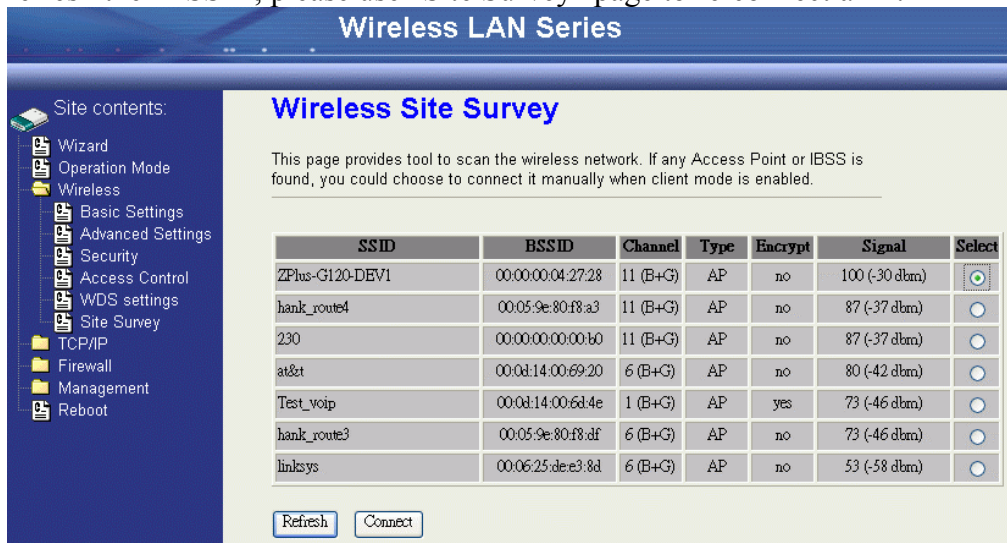 Wireless LAN Series
Site contents:
Wizard
Operation Mode
Wireless
Basic Settings
Advanced Settings
Security
Access Control
WDS settings
Site Survey
TCP/IP
Firewall
Management
Reboot
Wireless Site Survey
This page provides tool to scan the wireless network. If any Access Point or IBSS is
found, you could choose to connect it manually when client mode is enabled.
SSID BSSID Channel Type Encrypt Signal Select
ZPlus-G120-DEV1 00:00:00:04:27:28 11 (B+G) AP no 100 (-30 dbm)
hank_route4 00:05:9e:80:f8:a3 11 (B+G) AP no 87 (-37 dbm)
230 00:00:00:00:00:b0 11 (B+G) AP no 87 (-37 dbm)
at&t 00:0d:14:00:69:20 6 (B+G) AP no 80 (-42 dbm)
Test_voip 00:0d:14:00:6d:4e 1 (B+G) AP yes 73 (-46 dbm)
hank_route3 00:05:9e:80:f8:df 6 (B+G) AP no 73 (-46 dbm)
linksys 00:06:25:de:e3:8d 6 (B+G) AP no 53 (-58 dbm)
Refresh Connect